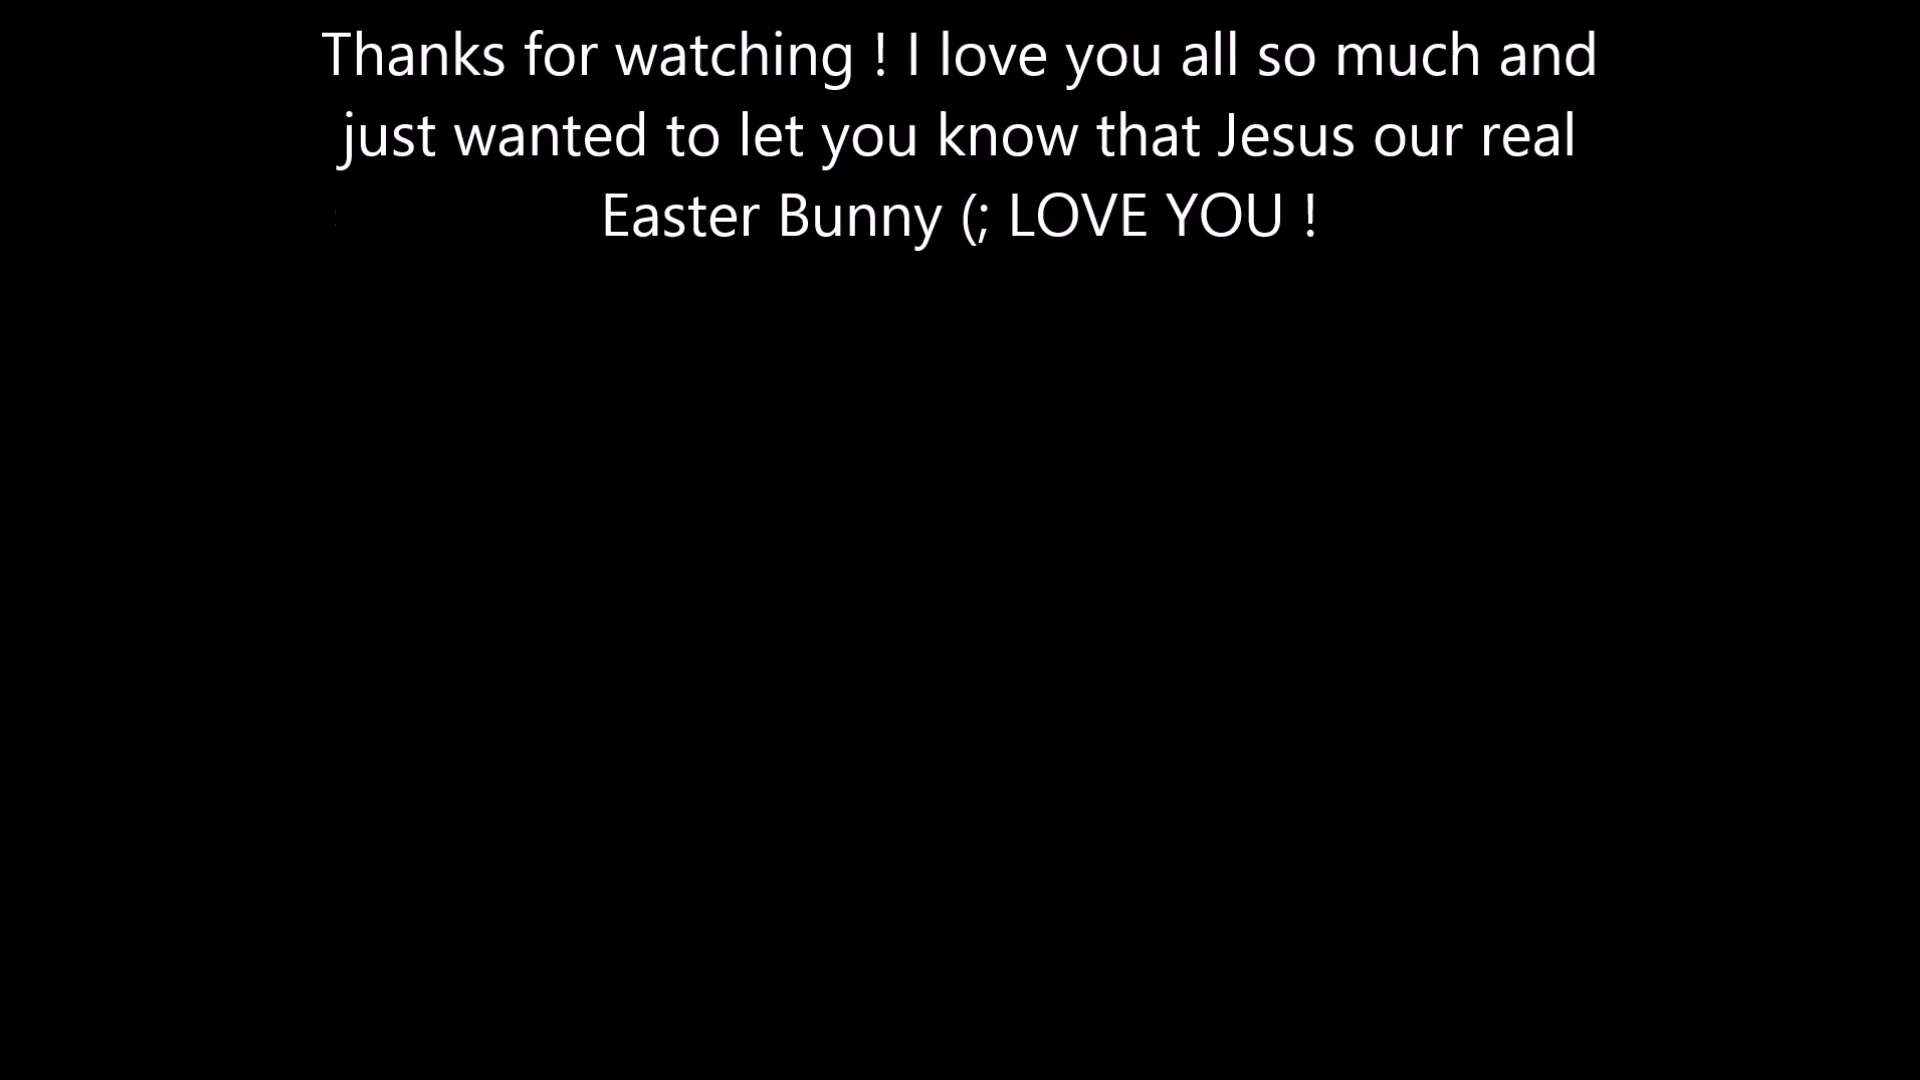 Thanks for watching ! I love you all so much and
just wanted to let you know that Jesus our real
Easter Bunny (; LOVE YOU !